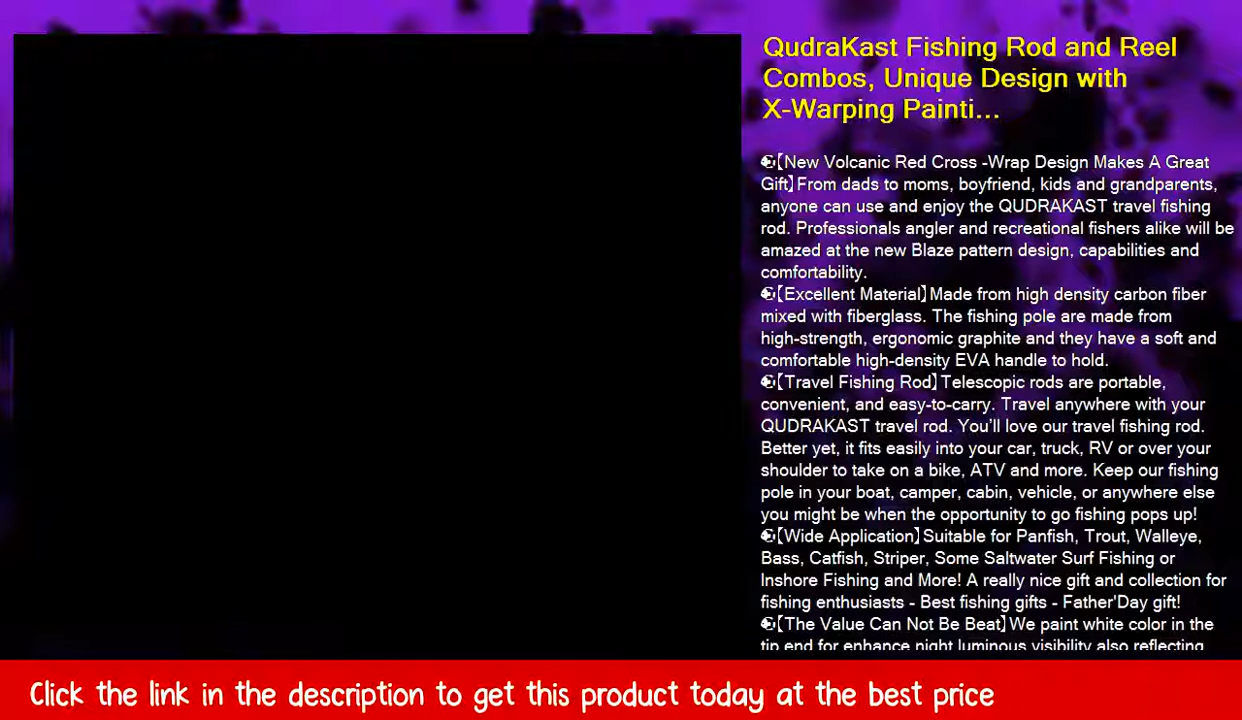 QudraKast Fishing Rod and Reel
Combos, Unique Design with
X-Warping Painti...
【New Volcanic Red Cross -Wrap Design Makes A Great
Gift】From dads to moms, boyfriend, kids and grandparents,
anyone can use and enjoy the QUDRAKAST travel fishing
rod. Professionals angler and recreational fishers alike will be
amazed at the new Blaze pattern design, capabilities and
comfortability.
【Excellent Material】Made from high density carbon fiber
mixed with fiberglass. The fishing pole are made from
high-strength, ergonomic graphite and they have a soft and
comfortable high-density EVA handle to hold.
【Travel Fishing Rod】Telescopic rods are portable,
convenient, and easy-to-carry. Travel anywhere with your
QUDRAKAST travel rod. You'll love our travel fishing rod.
Better yet, it fits easily into your car, truck, RV or over your
shoulder to take on a bike, ATV and more. Keep our fishing
pole in your boat, camper, cabin, vehicle, or anywhere else
you might be when the opportunity to go fishing pops up!
【Wide Application】Suitable for Panfish, Trout, Walleye,
Bass, Catfish, Striper, Some Saltwater Surf Fishing or
Inshore Fishing and More! A really nice gift and collection for
fishing enthusiasts - Best fishing gifts - Father'Day gift!
【The Value Can Not Be Beat】We paint white color in the
tip end for enhance night luminous visibility also reflecting
Click the link in the description to get this product today at the best price